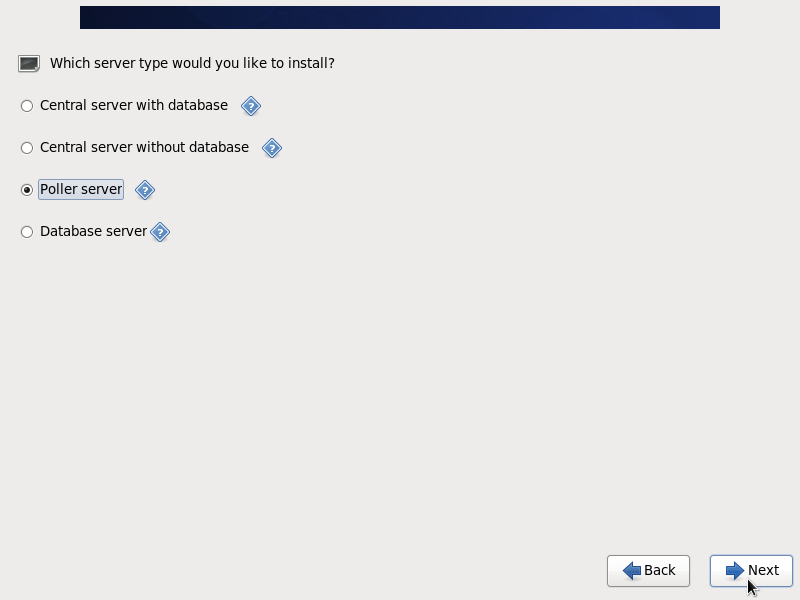 Which server type would you like to install?
Central server with database
Central server without database
Poller server
Database server
Back
Next